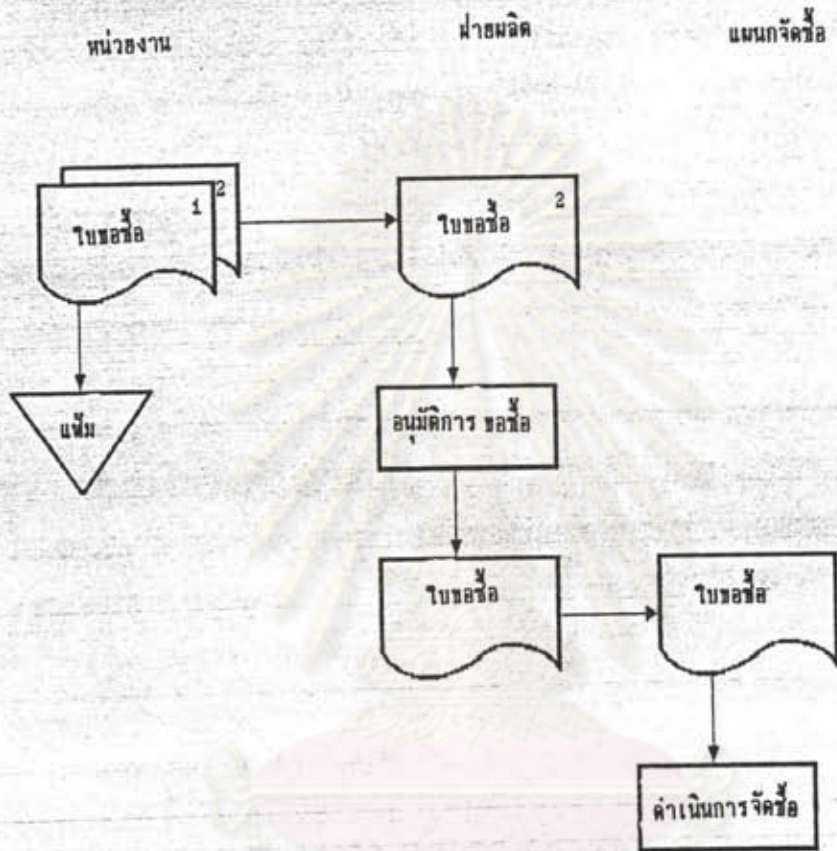 หน่วยงาน
ฝ่ายผลิต
แผนกจัดซื้อ
2
1
ใบขอซื้อ
2
ใบขอซื้อ
แฟ้ม
อนุมัติการ ขอซื้อ
ใบขอซื้อ
ใบขอซื้อ
ดำเนินการจัดซื้อ